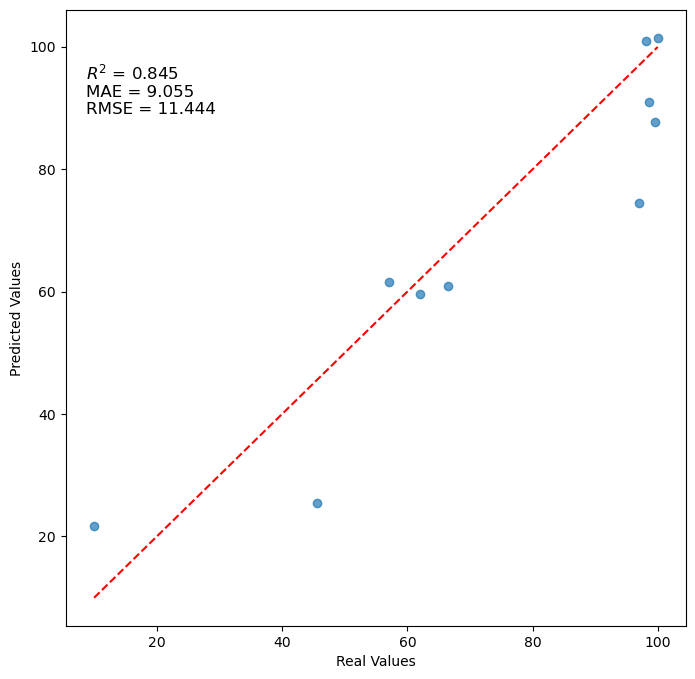 R² = 0.845
MAE = 9.055
RMSE = 11.444
100
80
60
40
20
Predicted Values
20 40 60 80 100
Real Values